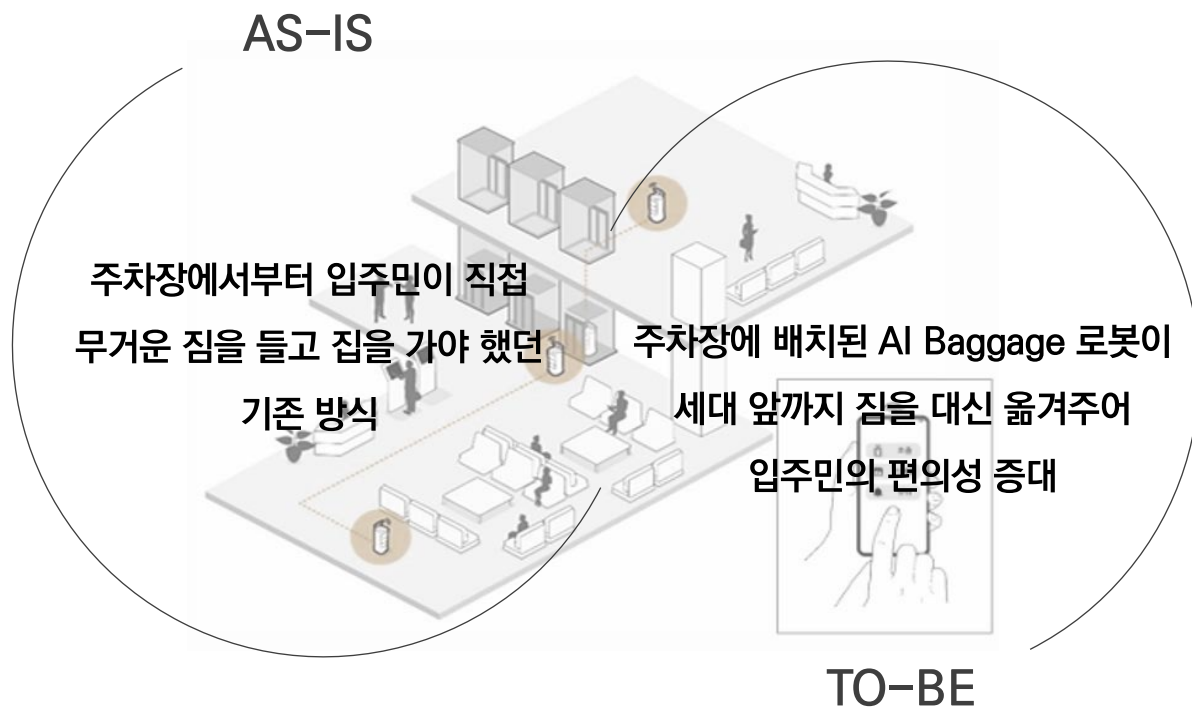 AS-IS
주차장에서부터 입주민이 직접
무거운 짐을 들고 집을 가야 했던
기존 방식
주차장에 배치된 AI Baggage 로봇이
세대 앞까지 짐을 대신 옮겨주어
입주민의 편의성 증대
TO-BE